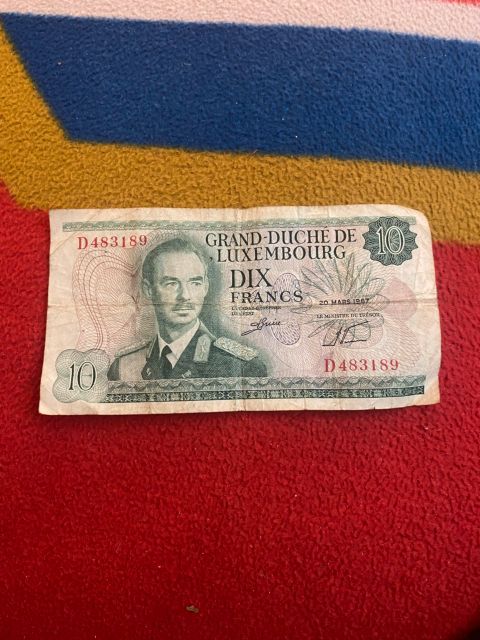 D483189
GRAND-DUCHÉ DE
LUXEMBOURG
10
DIX
FRANCS
20 MARS 1967
LE MINISTRE DU TRÉSOR
D483189
10